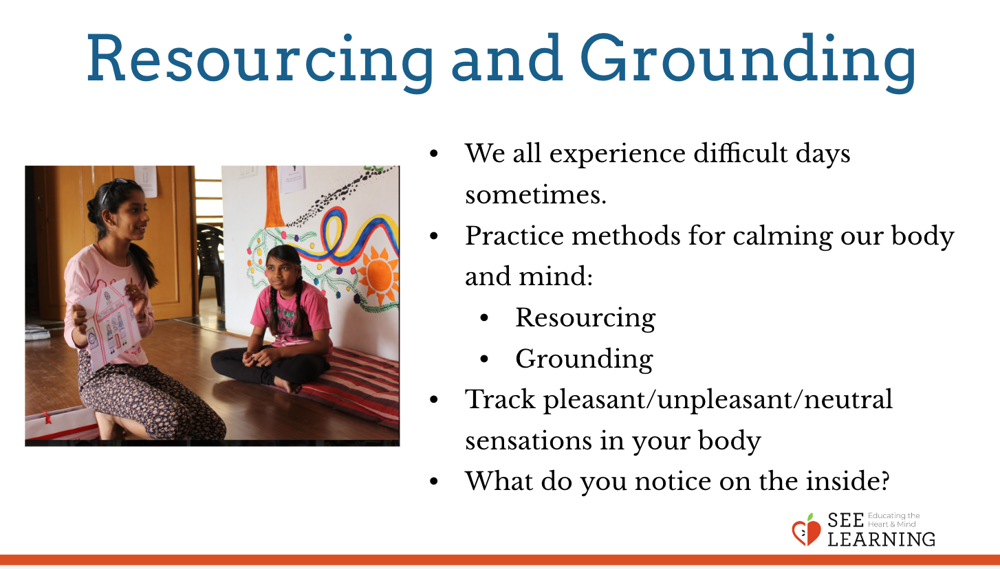 Resourcing and Grounding
• We all experience difficult days
sometimes.
• Practice methods for calming our body
and mind:
• Resourcing
• Grounding
• Track pleasant/unpleasant/neutral
sensations in your body
• What do you notice on the inside?
SEE Educating the
Heart & Mind
LEARNING